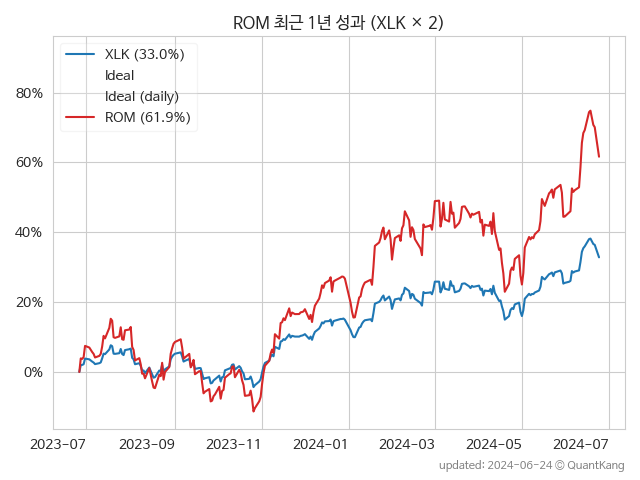 ROM 최근 1년 성과 (XLK × 2)
XLK (33.0%)
Ideal
Ideal (daily)
ROM (61.9%)
80%
60%
40%
20%
0%
2023-07 2023-09 2023-11 2024-01 2024-03 2024-05 2024-07
updated: 2024-06-24 © QuantKang